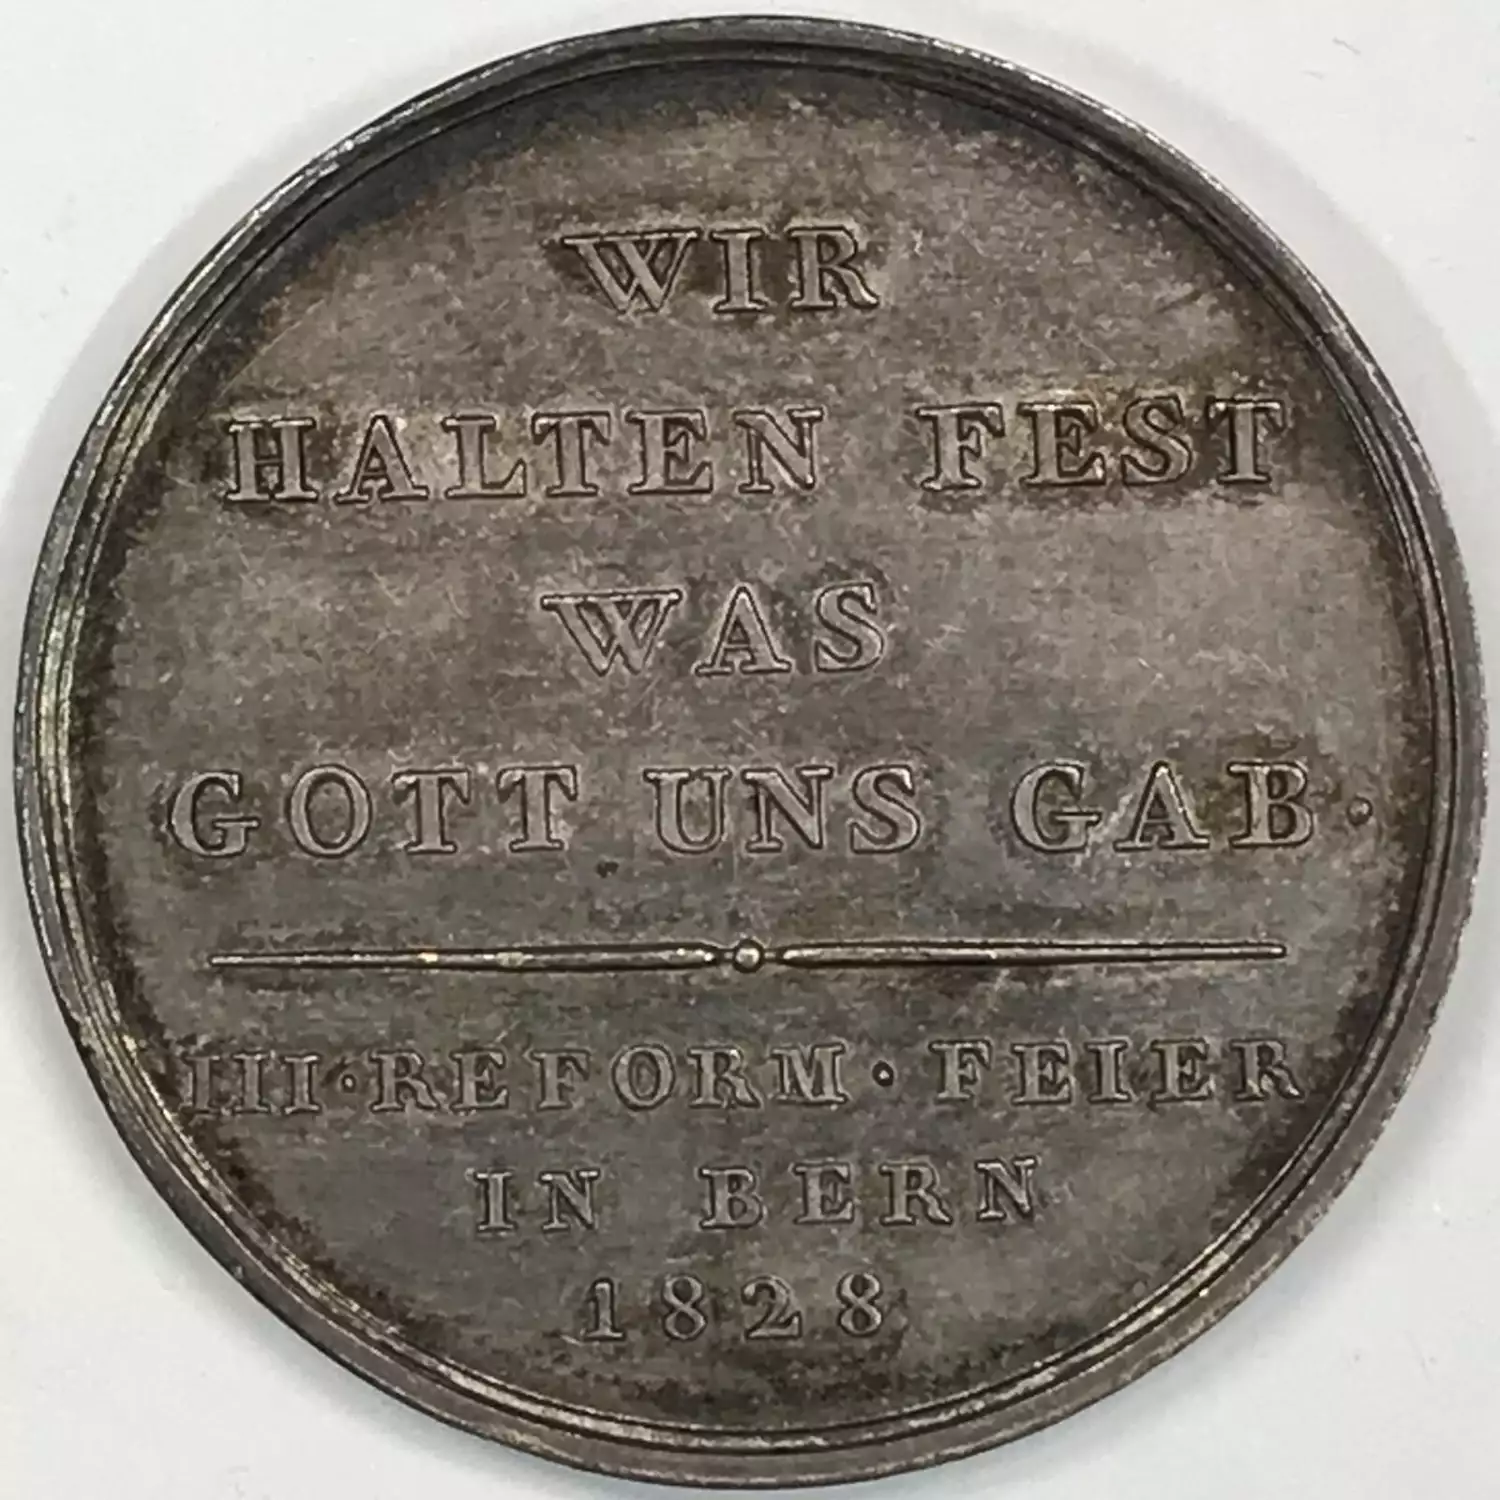 WIR
HALTEN FEST
WAS
GOTT UNS GAB.
III·REFORM·FEIER
IN BERN
1828